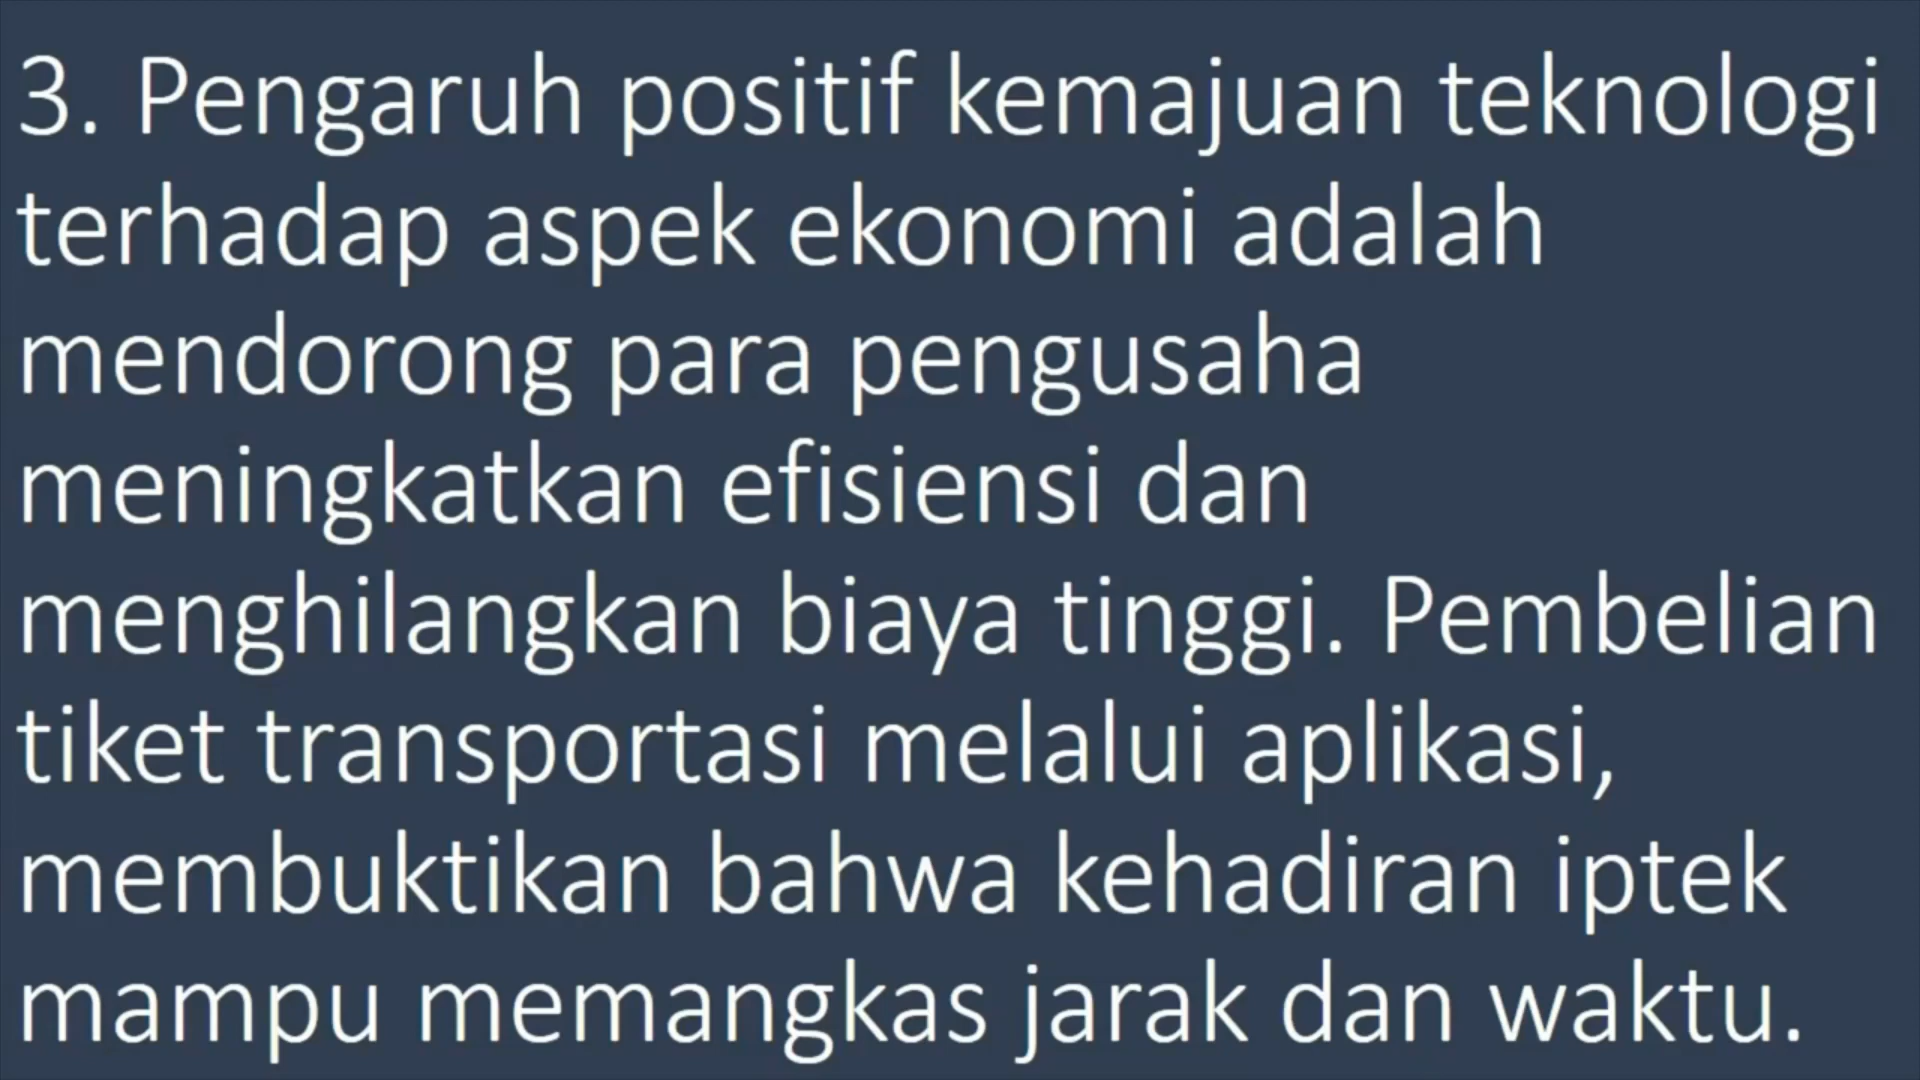 3. Pengaruh positif kemajuan teknologi
terhadap aspek ekonomi adalah
mendorong para pengusaha
meningkatkan efisiensi dan
menghilangkan biaya tinggi. Pembelian
tiket transportasi melalui aplikasi,
membuktikan bahwa kehadiran iptek
mampu memangkas jarak dan waktu.